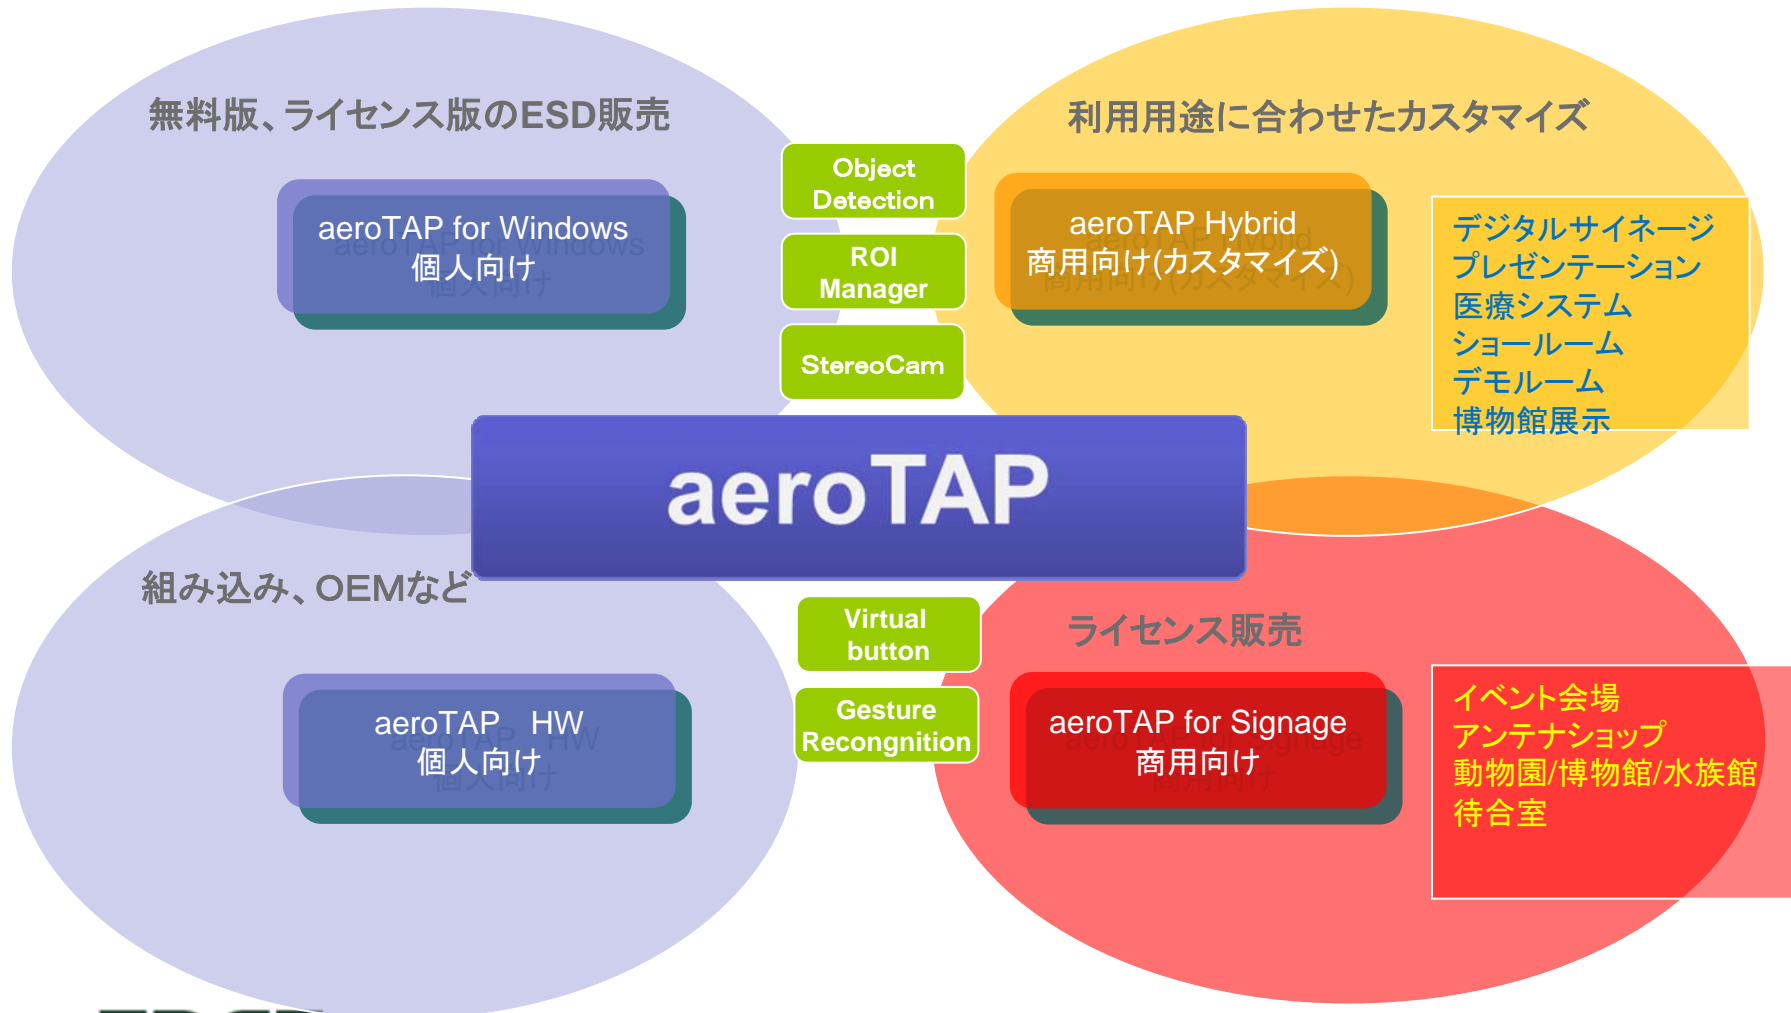 無料版、ライセンス版のESD販売
aeroTAP for Windows
個人向け
Object
Detection
ROI
Manager
StereoCam
利用用途に合わせたカスタマイズ
aeroTAP Hybrid
商用向け(カスタマイズ)
デジタルサイネージ
プレゼンテーション
医療システム
ショールーム
デモルーム
博物館展示
aeroTAP
組み込み、OEMなど
aeroTAP　HW
個人向け
Virtual
button
Gesture
Recongnition
ライセンス販売
aeroTAP for Signage
商用向け
イベント会場
アンテナショップ
動物園/博物館/水族館
待合室